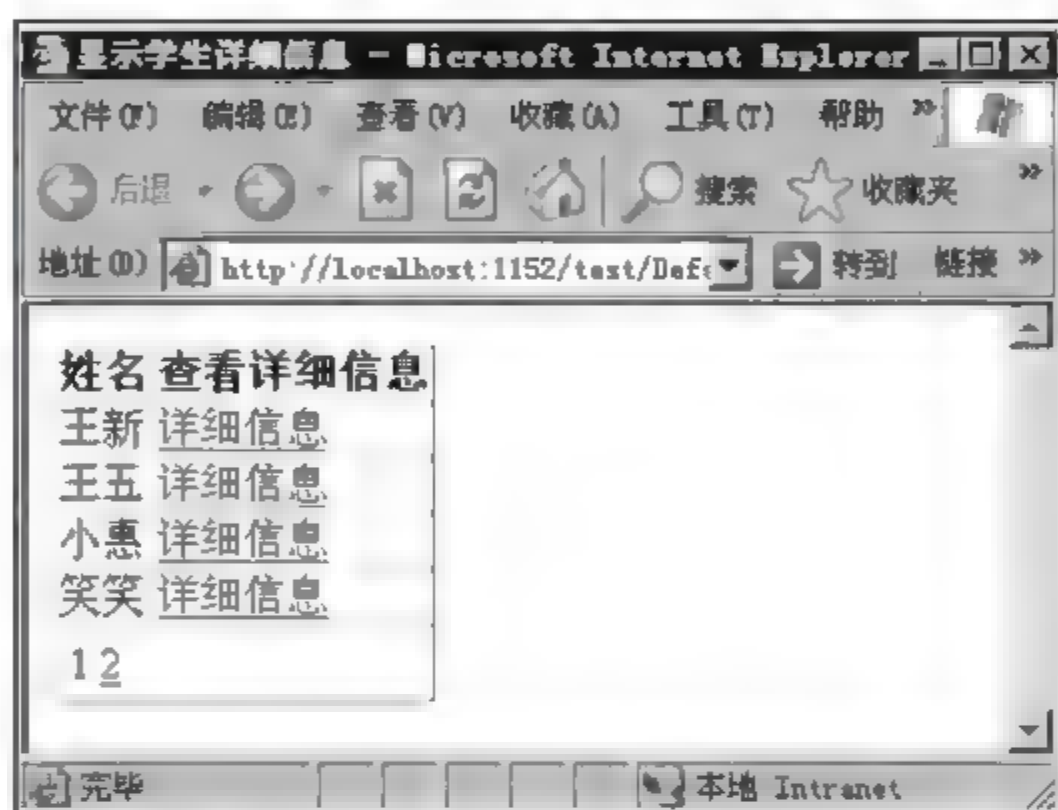 显示学生详细信息 - Microsoft Internet Explorer
文件(F) 编辑(E) 查看(V) 收藏(A) 工具(T) 帮助 »
后退 搜索 收藏夹 »
地址(D) http://localhost:1152/test/Defa 转到 链接 »
姓名 查看详细信息
王新 详细信息
王五 详细信息
小惠 详细信息
笑笑 详细信息
1 2
完毕 本地 Intranet